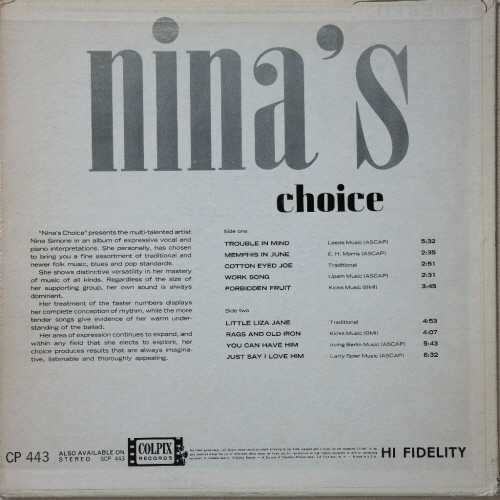 nina's
choice
"Nina's Choice" presents the multi-talented artist
Nina Simone in an album of expressive vocal and
piano interpretations. She personally, has chosen
to bring you a fine assortment of traditional and
newer folk music, blues and pop standards.
She shows distinctive versatility in her mastery
of music of all kinds. Regardless of the size of
her supporting group, her own sound is always
dominant.
Her treatment of the faster numbers displays
her complete conception of rhythm, while the more
tender songs give evidence of her warm under-
standing of the ballad.
Her area of expression continues to expand, and
within any field that she elects to explore, her
choice produces results that are always imagina-
tive, listenable and thoroughly appealing.
Side one
TROUBLE IN MIND Leeds Music (ASCAP) 5:32
MEMPHIS IN JUNE E. H. Morris (ASCAP) 2:35
COTTON EYED JOE Traditional 2:51
WORK SONG Upam Music (ASCAP) 2:31
FORBIDDEN FRUIT Kicks Music (BMI) 3:45
Side two
LITTLE LIZA JANE Traditional 4:53
RAGS AND OLD IRON Kicks Music (BMI) 4:07
YOU CAN HAVE HIM Irving Berlin Music (ASCAP) 5:43
JUST SAY I LOVE HIM Larry Spier Music (ASCAP) 6:32
CP 443
ALSO AVAILABLE ON
STEREO SCP 443
COLPIX
RECORDS
HI FIDELITY